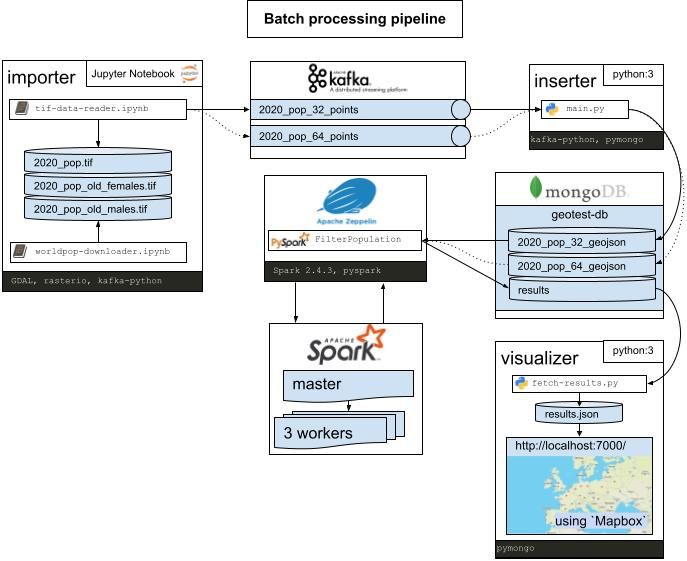 Batch processing pipeline
importer
Jupyter Notebook
jupyter
tif-data-reader.ipynb
2020_pop.tif
2020_pop_old_females.tif
2020_pop_old_males.tif
worldpop-downloader.ipynb
GDAL, rasterio, kafka-python
APACHE
kafka
A distributed streaming platform
2020_pop_32_points
2020_pop_64_points
inserter
python:3
main.py
kafka-python, pymongo
Apache Zeppelin
PySpark
FilterPopulation
Spark 2.4.3, pyspark
mongoDB
geotest-db
2020_pop_32_geojson
2020_pop_64_geojson
results
APACHE
Spark
master
3 workers
visualizer
python:3
fetch-results.py
results.json
http://localhost:7000/
using `Mapbox`
pymongo